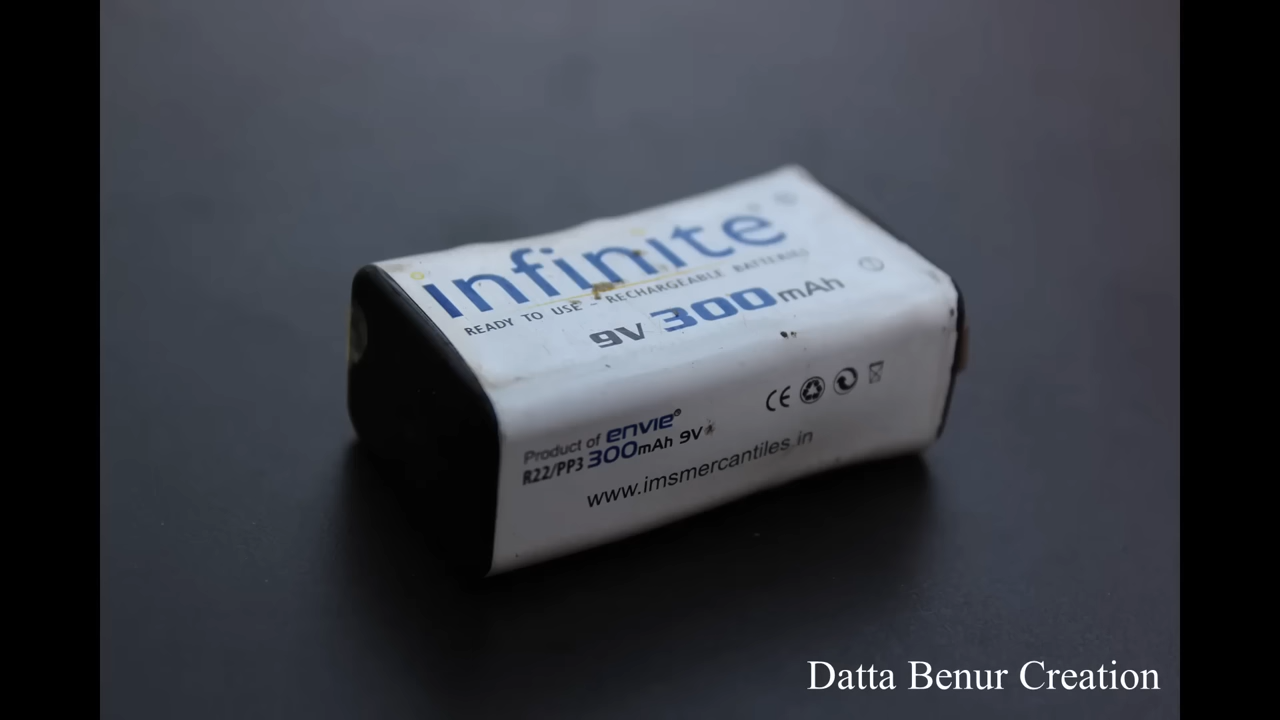 infinite
READY TO USE - RECHARGEABLE BATTERIES
9V 300mAh
Product of envie®
R22/PP3 300mAh 9V
www.imsmercantiles.in
CE
Datta Benur Creation